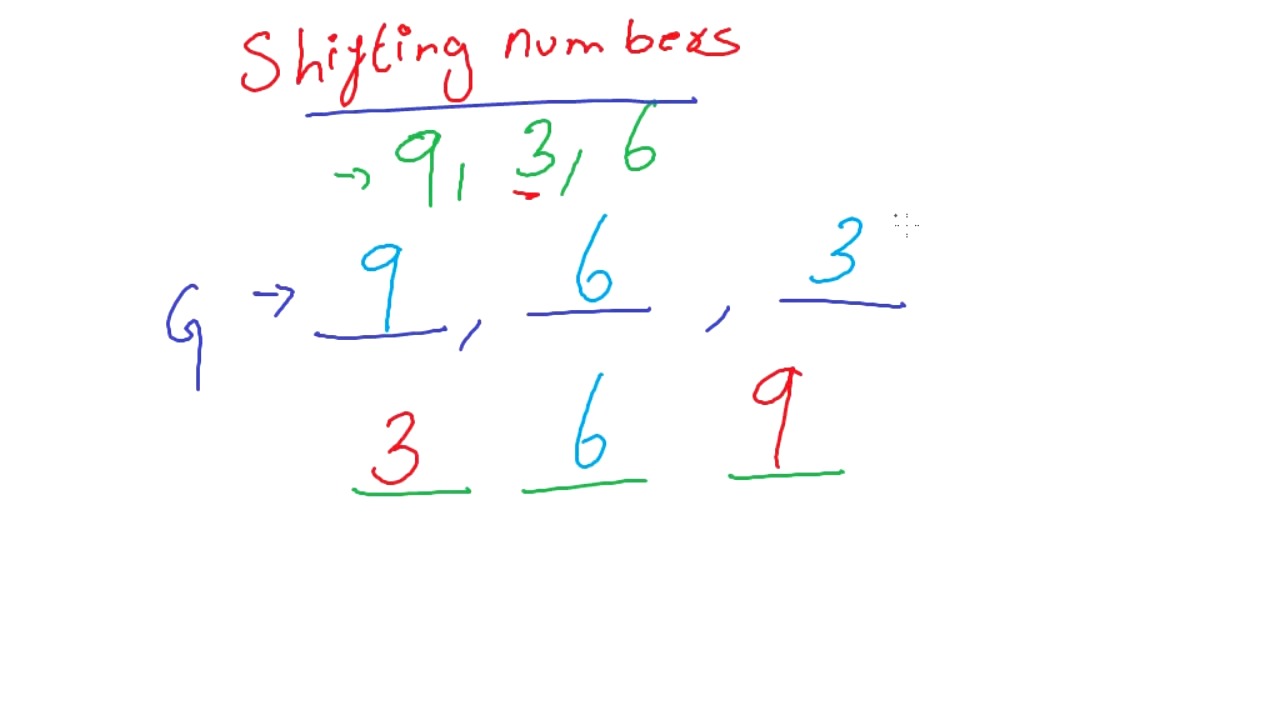 Shifting numbers
→ 9, 3, 6
G → 9, 6, 3
3 6 9